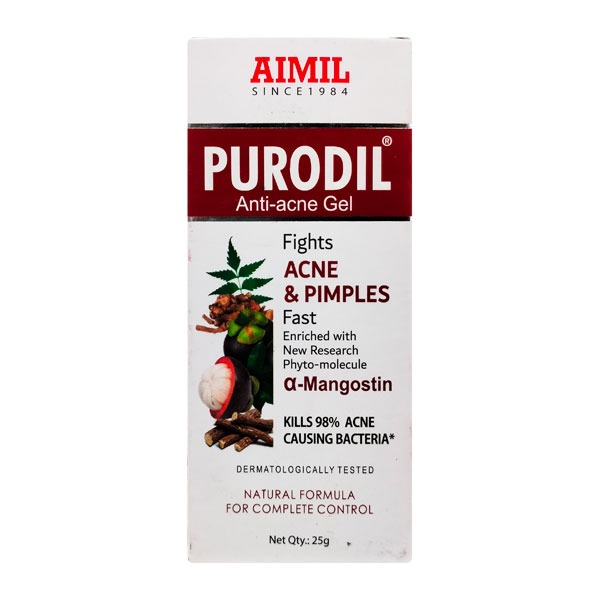 AIMIL
SINCE1984
PURODIL®
Anti-acne Gel
Fights
ACNE
& PIMPLES
Fast
Enriched with
New Research
Phyto-molecule
α-Mangostin
KILLS 98% ACNE
CAUSING BACTERIA*
DERMATOLOGICALLY TESTED
NATURAL FORMULA
FOR COMPLETE CONTROL
Net Qty.: 25g